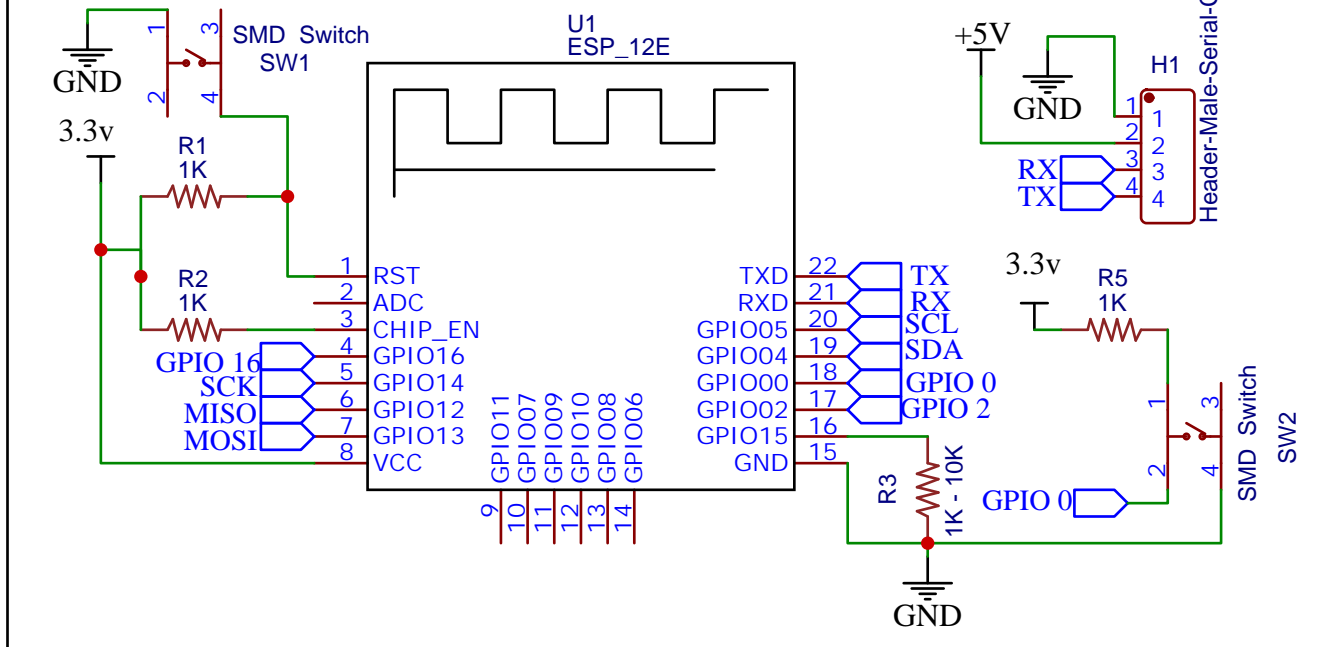 1
3
SMD Switch
SW1
2
4
GND
3.3v
R1
1K
R2
1K
U1
ESP_12E
1 RST
2 ADC
3 CHIP_EN
GPIO 16 4 GPIO16
SCK 5 GPIO14
MISO 6 GPIO12
MOSI 7 GPIO13
8 VCC
GPIO11
GPIO07
GPIO09
GPIO10
GPIO08
GPIO06
9
10
11
12
13
14
TXD 22 TX
RXD 21 RX
GPIO05 20 SCL
GPIO04 19 SDA
GPIO00 18 GPIO 0
GPIO02 17 GPIO 2
GPIO15 16
GND 15
R3
1K - 10K
GND
+5V
GND
H1
1 1
2 2
RX 3 3
TX 4 4
Header-Male-Serial-
3.3v
R5
1K
1
3
2
4
SMD Switch
SW2
GPIO 0